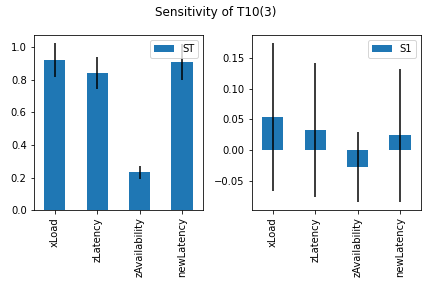 Sensitivity of T10(3)
ST
1.0
0.8
0.6
0.4
0.2
0.0
xLoad
zLatency
zAvailability
newLatency
S1
0.15
0.10
0.05
0.00
−0.05
xLoad
zLatency
zAvailability
newLatency